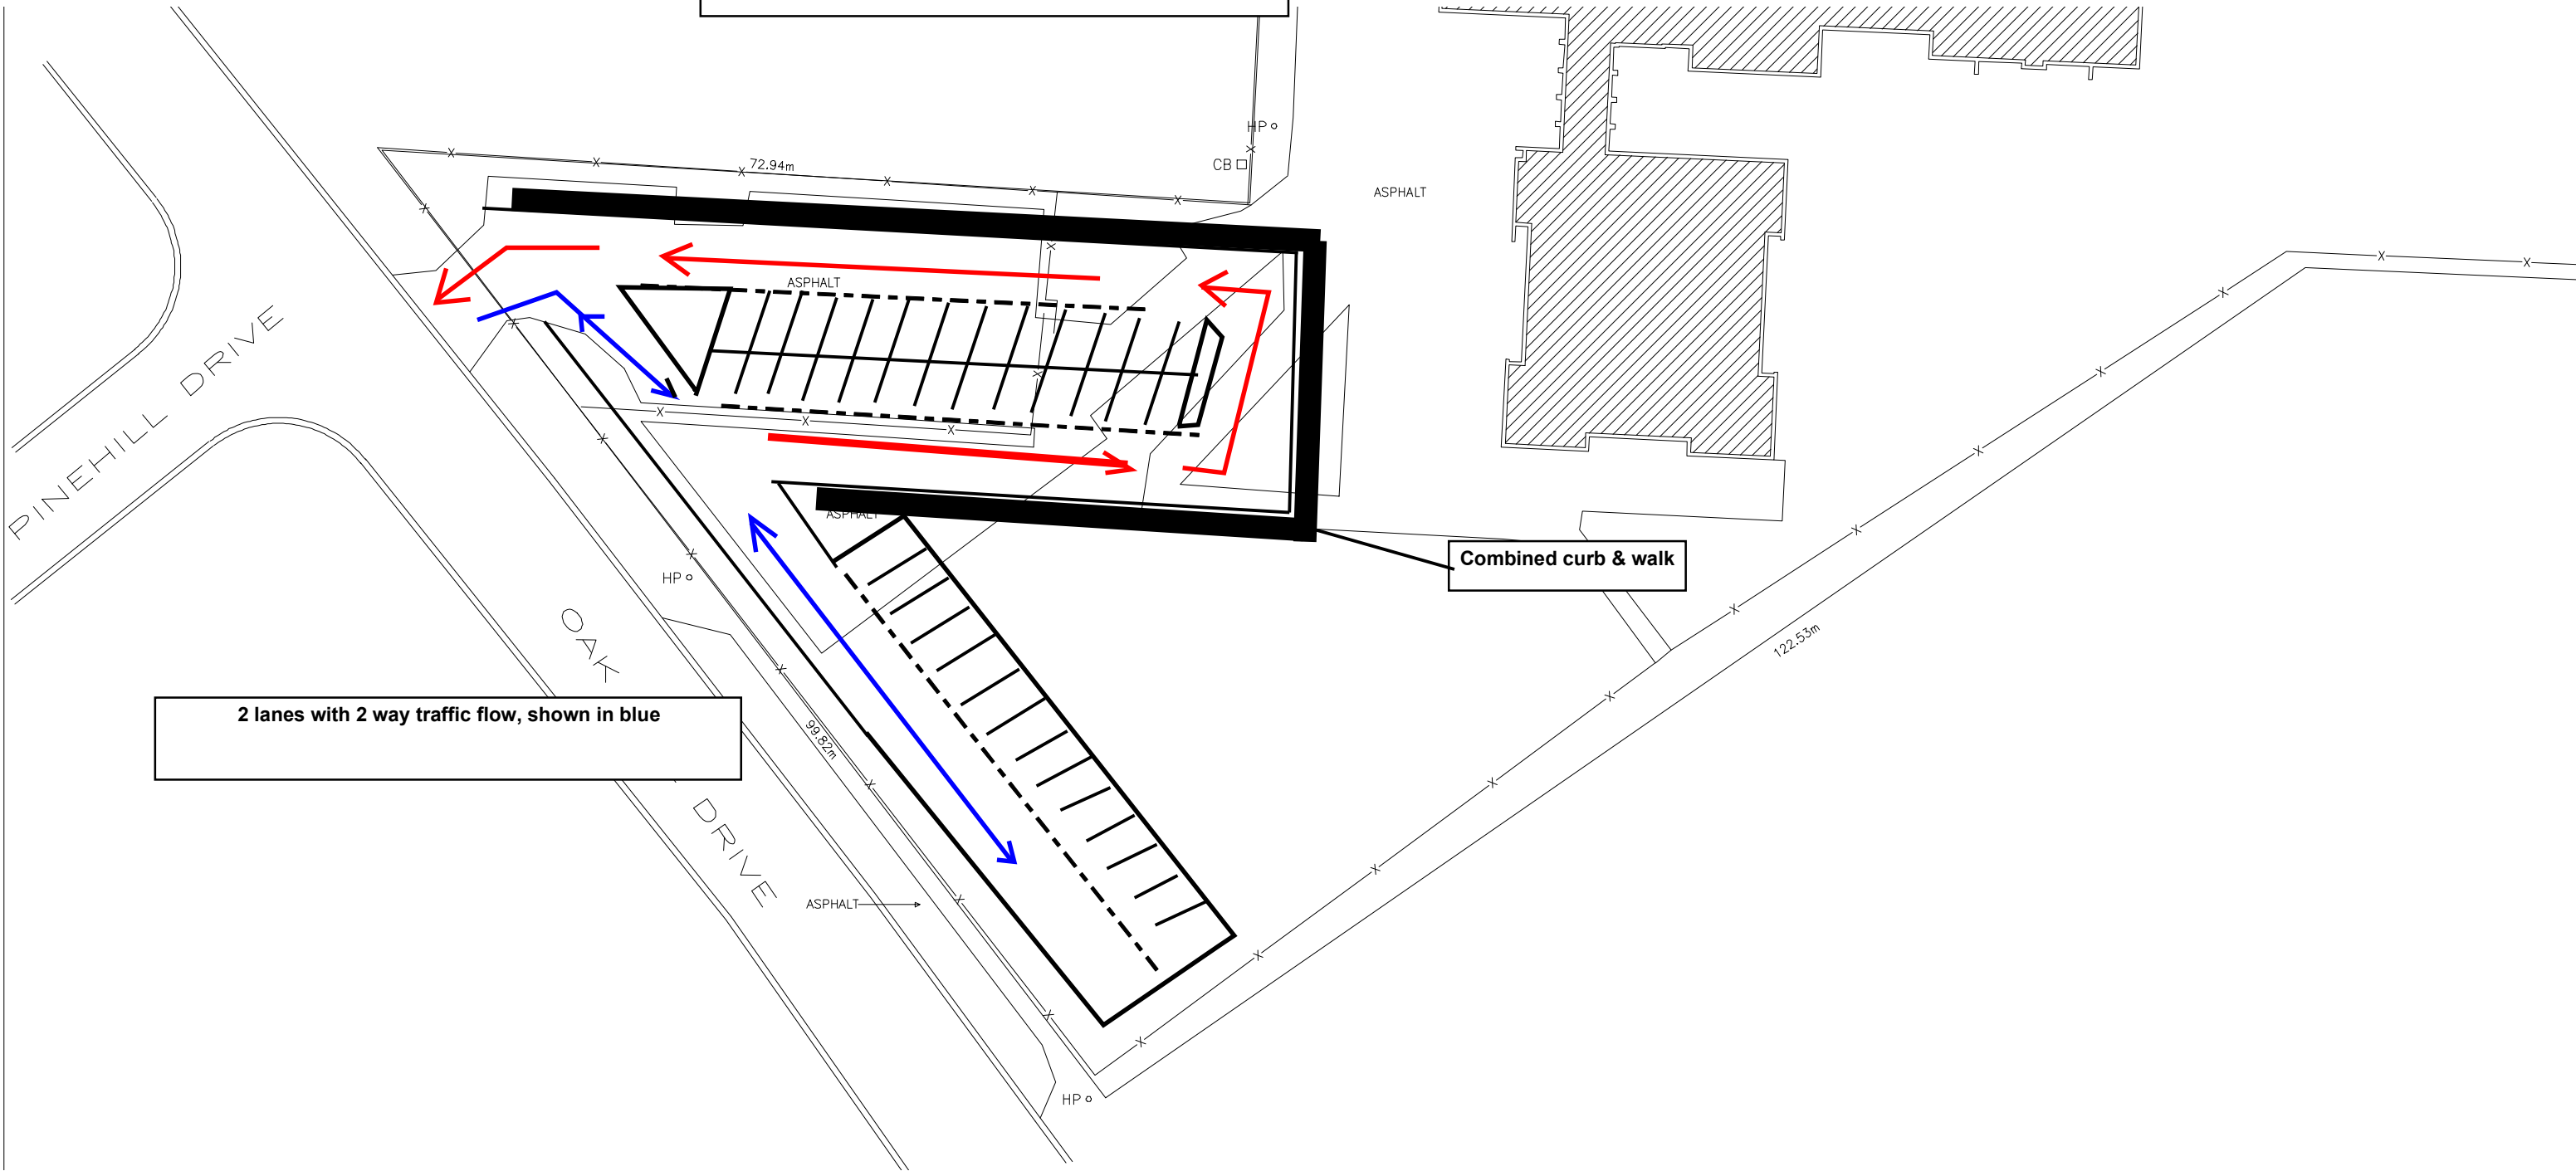 HP
CB
72.94m
ASPHALT
ASPHALT
PINEHILL DRIVE
ASPHALT
Combined curb & walk
HP
OAK DRIVE
122.53m
2 lanes with 2 way traffic flow, shown in blue
99.82m
ASPHALT
HP